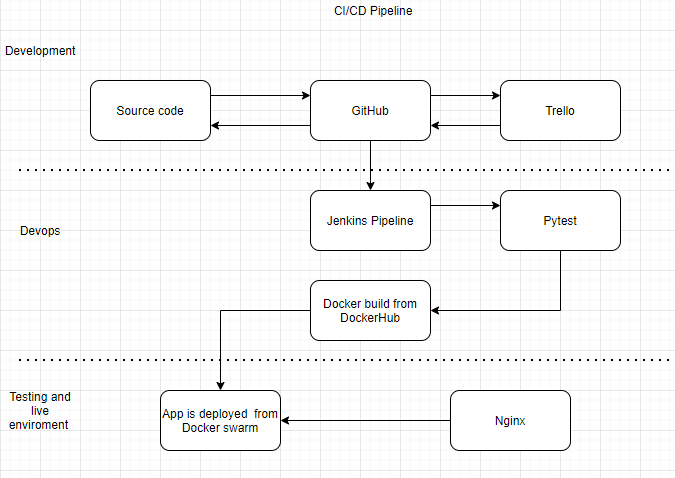 CI/CD Pipeline
Development
Source code
GitHub
Trello
Devops
Jenkins Pipeline
Pytest
Docker build from
DockerHub
Testing and
live
enviroment
App is deployed from
Docker swarm
Nginx